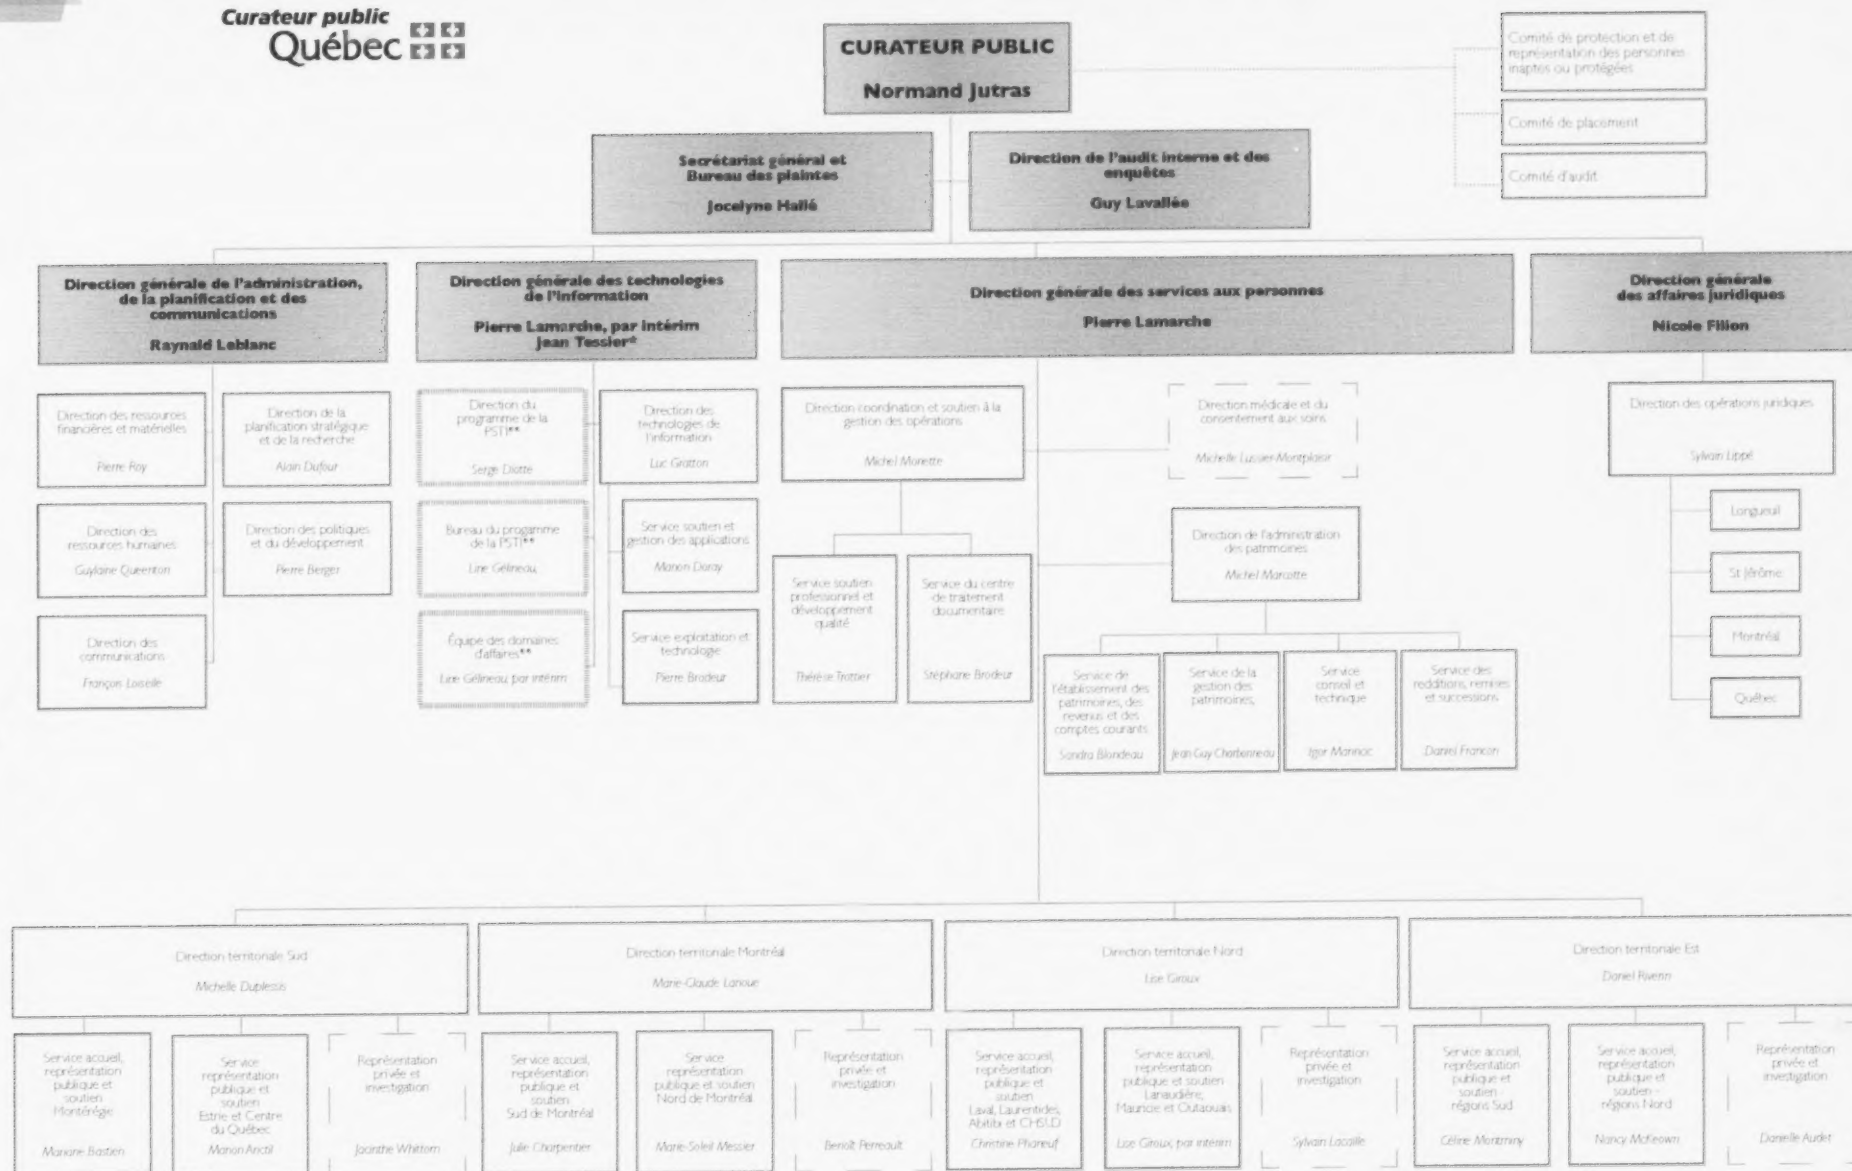 Curateur public
Québec
CURATEUR PUBLIC
Normand Jutras
Comité de protection et de
représentation des personnes
inaptes ou protégées
Comité de placement
Comité d'audit
Secrétariat général et
Bureau des plaintes
Jocelyne Hallé
Direction de l'audit interne et des
enquêtes
Guy Lavallée
Direction générale de l'administration,
de la planification et des
communications
Raynald Leblanc
Direction générale des technologies
de l'information
Pierre Lamarche, par intérim
Jean Tessier*
Direction générale des services aux personnes
Pierre Lamarche
Direction générale
des affaires juridiques
Nicole Filion
Direction des ressources
financières et matérielles
Pierre Roy
Direction de la
planification stratégique
et de la recherche
Alain Dufour
Direction des
ressources humaines
Guylaine Queenton
Direction des politiques
et du développement
Pierre Berger
Direction des
communications
François Loiselle
Direction du
programme de la
PSTI**
Serge Diotte
Direction des
technologies de
l'information
Luc Gratton
Bureau du progamme
de la PSTI**
Line Gélineau
Service soutien et
gestion des applications
Manon Doray
Équipe des domaines
d'affaires**
Line Gélineau, par intérim
Service exploitation et
technologie
Pierre Brodeur
Direction coordination et soutien à la
gestion des opérations
Michel Monette
Direction médicale et du
consentement aux soins
Michelle Lussier-Montplaisir
Service soutien
professionnel et
développement
qualité
Thérèse Trottier
Service du centre
de traitement
documentaire
Stéphane Brodeur
Direction de l'administration
des patrimoines
Michel Marcotte
Service de
l'établissement des
patrimoines, des
revenus et des
comptes courants
Sandra Blondeau
Service de la
gestion des
patrimoines,
Jean Guy Charbonneau
Service
conseil et
technique
Igor
Service des
redditions, remises
et successions
Daniel Francon
Direction des opérations juridiques
Sylvain Lippé
Longueuil
St Jérôme
Montréal
Québec
Direction territoriale Sud
Michelle Duplessis
Direction territoriale Montréal
Marie-Claude Lanoue
Direction territoriale Nord
Lise Giroux
Direction territoriale Est
Daniel Riverin
Service accueil,
représentation
publique et
soutien
Montérégie
Mariane Bastien
Service
représentation
publique et
soutien
Estrie et Centre
du Québec
Manon Anctil
Représentation
privée et
investigation
Jacinthe Whittom
Service accueil,
représentation
publique et
soutien
Sud de Montréal
Julie Charpentier
Service
représentation
publique et soutien
Nord de Montréal
Marie-Soleil Messier
Représentation
privée et
investigation
Benoît Perreault
Service accueil,
représentation
publique et
soutien
Laval, Laurentides,
Abitibi et CHSLD
Christine Phaneuf
Service accueil,
représentation
publique et soutien
Lanaudière,
Mauricie et Outaouais
Lise Giroux, par intérim
Représentation
privée et
investigation
Sylvain Lacaille
Service accueil,
représentation
publique et
soutien -
régions Sud
Céline Montminy
Service accueil,
représentation
publique et
soutien -
régions Nord
Nancy McKeown
Représentation
privée et
investigation
Danielle Audet